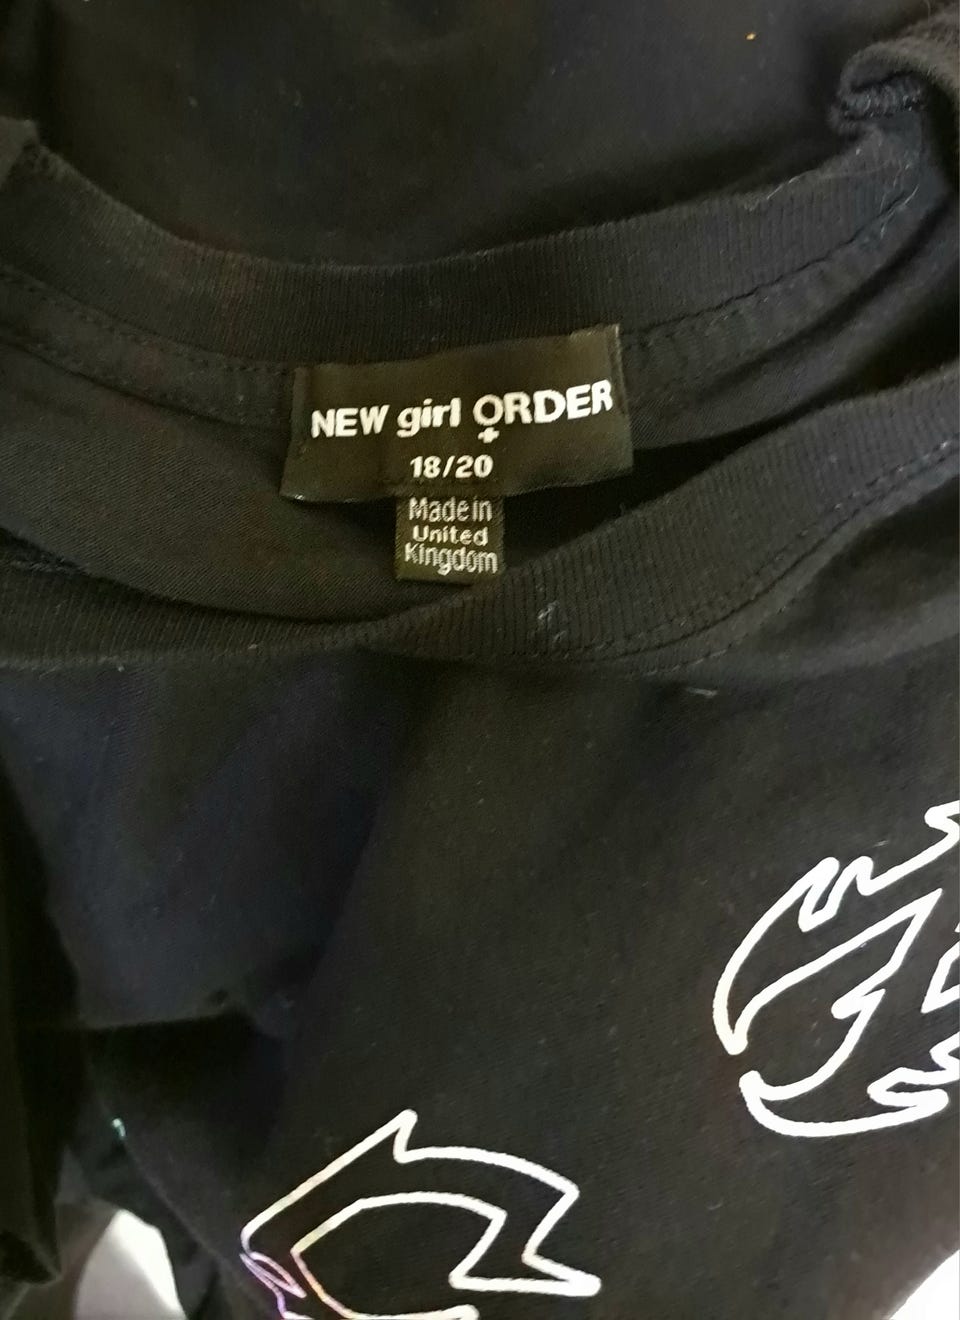 NEW girl ORDER
18/20
Made in
United
Kingdom